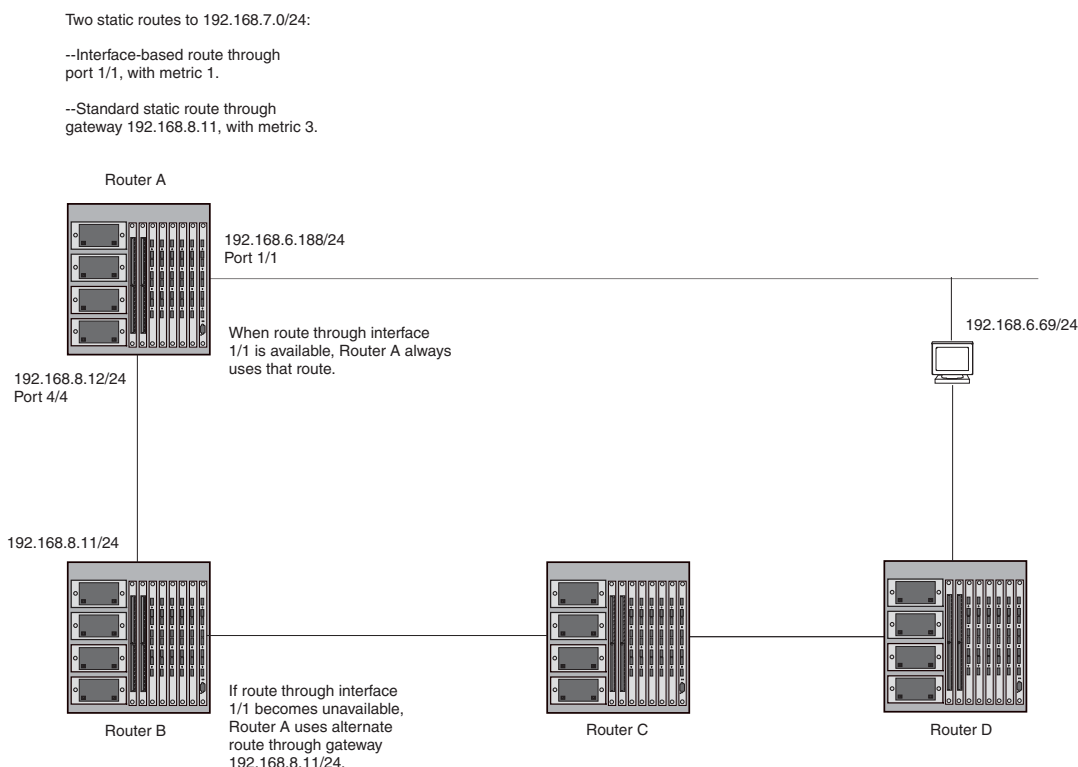 Two static routes to 192.168.7.0/24:
--Interface-based route through
port 1/1, with metric 1.
--Standard static route through
gateway 192.168.8.11, with metric 3.
Router A
192.168.6.188/24
Port 1/1
When route through interface
1/1 is available, Router A always
uses that route.
192.168.6.69/24
192.168.8.12/24
Port 4/4
192.168.8.11/24
If route through interface
1/1 becomes unavailable,
Router A uses alternate
route through gateway
192.168.8.11/24.
Router B
Router C
Router D